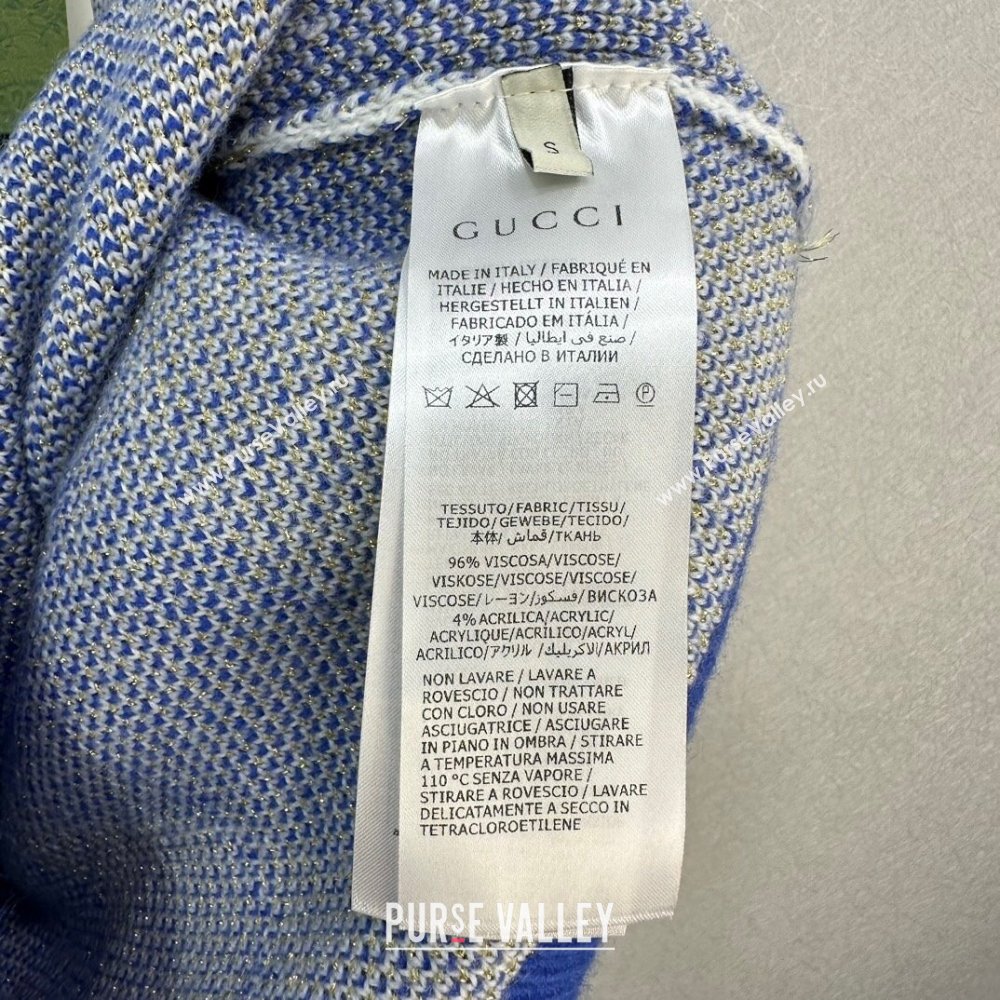 S
GUCCI
MADE IN ITALY / FABRIQUÉ EN
ITALIE / HECHO EN ITALIA /
HERGESTELLT IN ITALIEN /
FABRICADO EM ITÁLIA /
イタリア製 / صنع فى ايطاليا /
СДЕЛАНО В ИТАЛИИ
P
TESSUTO/FABRIC/TISSU/
TEJIDO/GEWEBE/TECIDO/
本体/قماش/ТКАНЬ
96% VISCOSA/VISCOSE/
VISKOSE/VISCOSE/VISCOSE/
VISCOSE/レーヨン/فسكوز/ВИСКОЗА
4% ACRILICA/ACRYLIC/
ACRYLIQUE/ACRÍLICO/ACRYL/
ACRILICO/アクリル /الاكريليك/АКРИЛ
NON LAVARE / LAVARE A
ROVESCIO / NON TRATTARE
CON CLORO / NON USARE
ASCIUGATRICE / ASCIUGARE
IN PIANO IN OMBRA / STIRARE
A TEMPERATURA MASSIMA
110 °C SENZA VAPORE /
STIRARE A ROVESCIO / LAVARE
DELICATAMENTE A SECCO IN
TETRACLOROETILENE
www.PurseValley.ru
www.PurseValley.ru
PURSE VALLEY